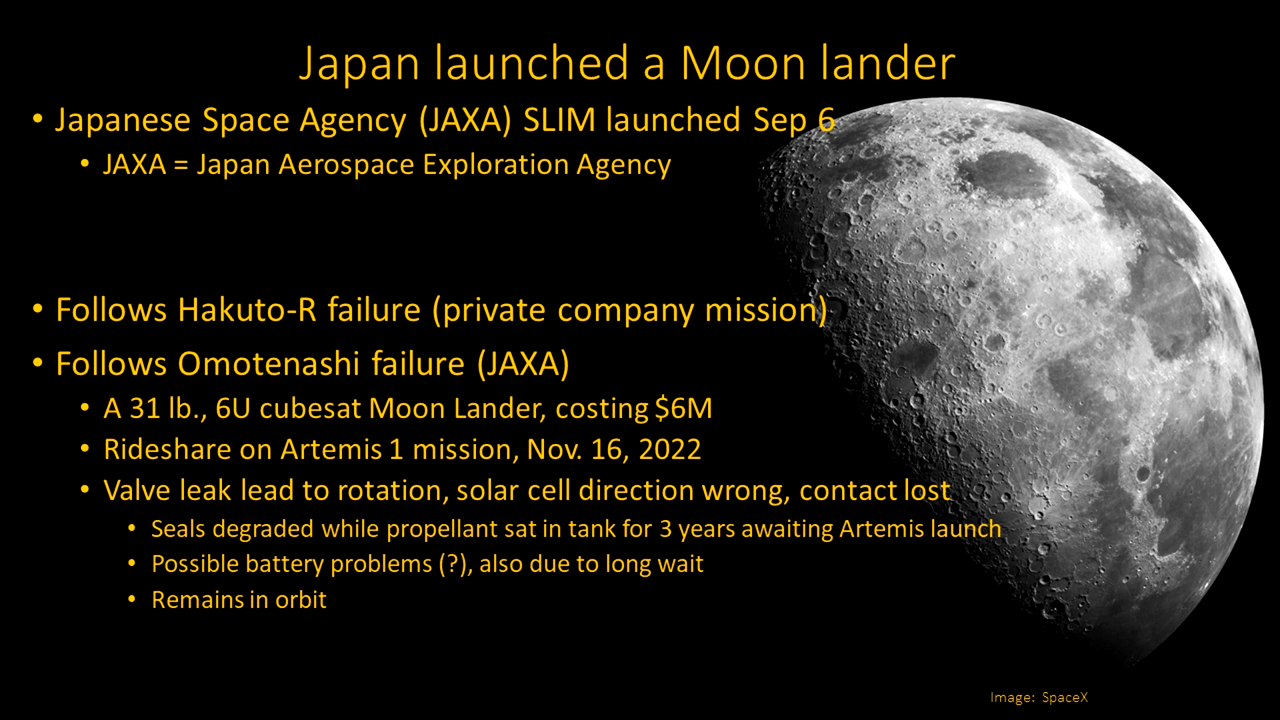 Japan launched a Moon lander
• Japanese Space Agency (JAXA) SLIM launched Sep 6
• JAXA = Japan Aerospace Exploration Agency
• Follows Hakuto-R failure (private company mission)
• Follows Omotenashi failure (JAXA)
• A 31 lb., 6U cubesat Moon Lander, costing $6M
• Rideshare on Artemis 1 mission, Nov. 16, 2022
• Valve leak lead to rotation, solar cell direction wrong, contact lost
• Seals degraded while propellant sat in tank for 3 years awaiting Artemis launch
• Possible battery problems (?), also due to long wait
• Remains in orbit
Image: SpaceX